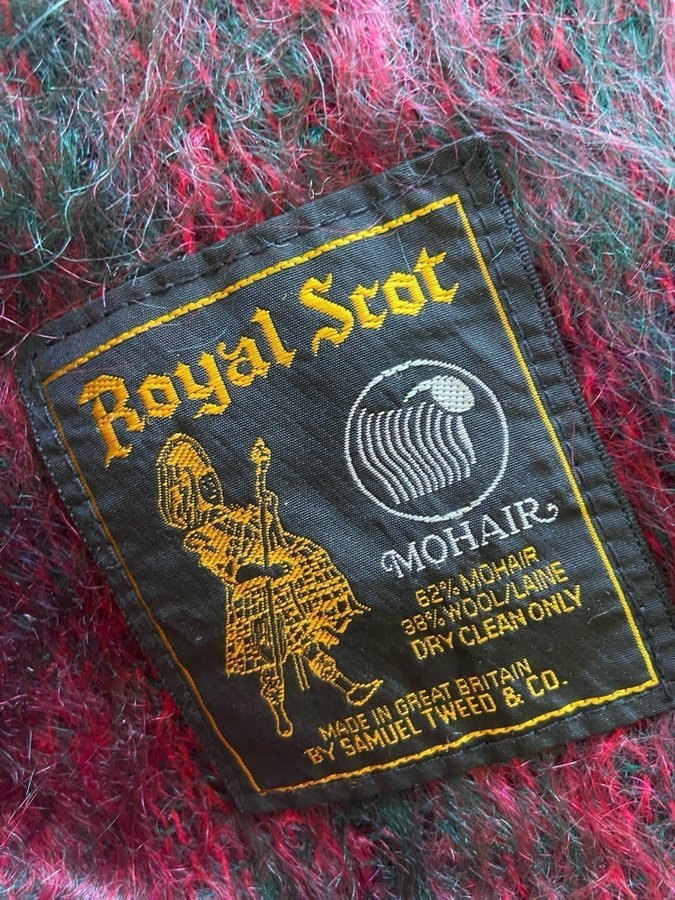 Royal Scot
MOHAIR
62% MOHAIR
38% WOOL/LAINE
DRY CLEAN ONLY
MADE IN GREAT BRITAIN
BY SAMUEL TWEED & CO.